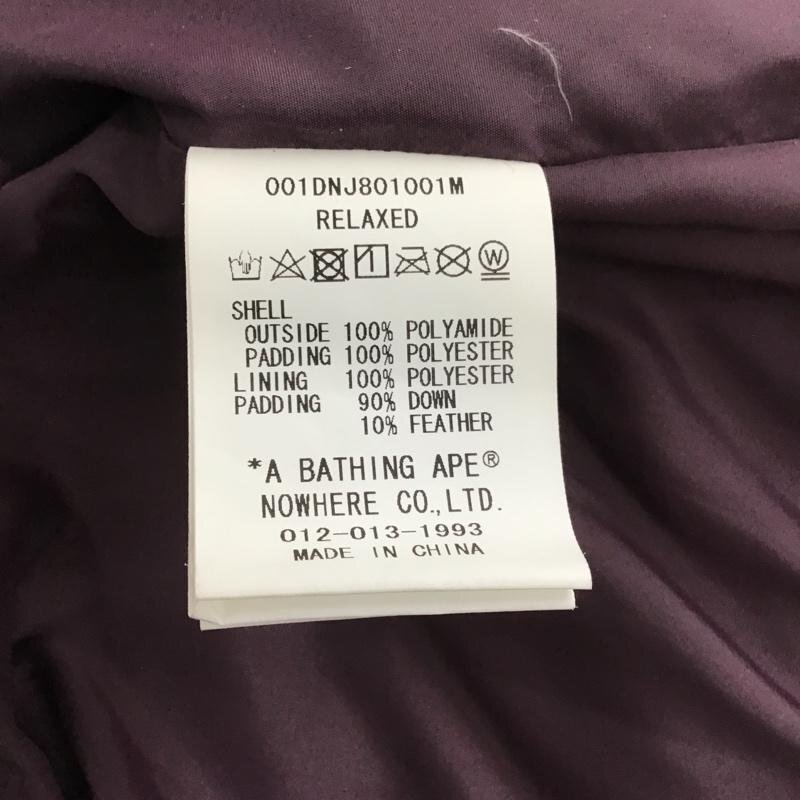 001DNJ801001M
RELAXED
W
SHELL
OUTSIDE 100% POLYAMIDE
PADDING 100% POLYESTER
LINING 100% POLYESTER
PADDING 90% DOWN
10% FEATHER
*A BATHING APE®
NOWHERE CO.,LTD.
012-013-1993
MADE IN CHINA